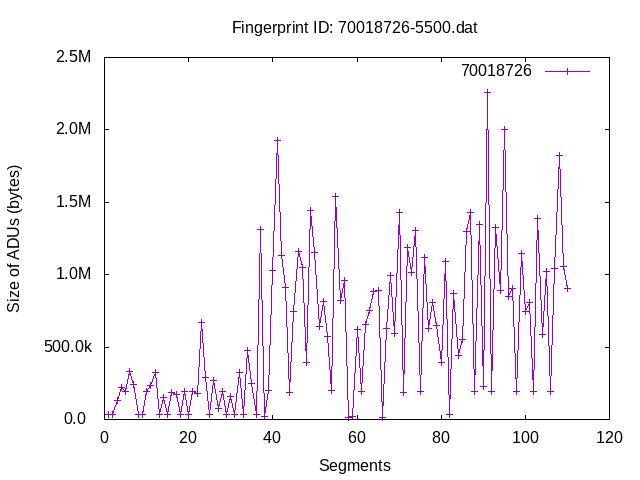 Fingerprint ID: 70018726-5500.dat
70018726
2.5M
2.0M
1.5M
1.0M
500.0k
0.0
Size of ADUs (bytes)
0 20 40 60 80 100 120
Segments